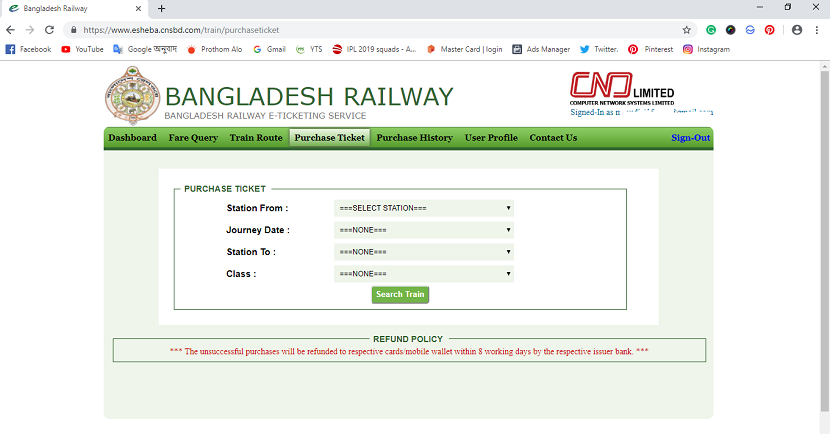 Bangladesh Railway
https://www.esheba.cnsbd.com/train/purchaseticket
Facebook YouTube Google অনুবাদ Prothom Alo Gmail YTS IPL 2019 squads - A... Master Card | login Ads Manager Twitter. Pinterest Instagram
BANGLADESH RAILWAY
BANGLADESH RAILWAY E-TICKETING SERVICE
LIMITED
COMPUTER NETWORK SYSTEMS LIMITED
Signed-In as
Dashboard Fare Query Train Route Purchase Ticket Purchase History User Profile Contact Us Sign-Out
PURCHASE TICKET
Station From : ===SELECT STATION===
Journey Date : ===NONE===
Station To : ===NONE===
Class : ===NONE===
Search Train
REFUND POLICY
*** The unsuccessful purchases will be refunded to respective cards/mobile wallet within 8 working days by the respective issuer bank. ***